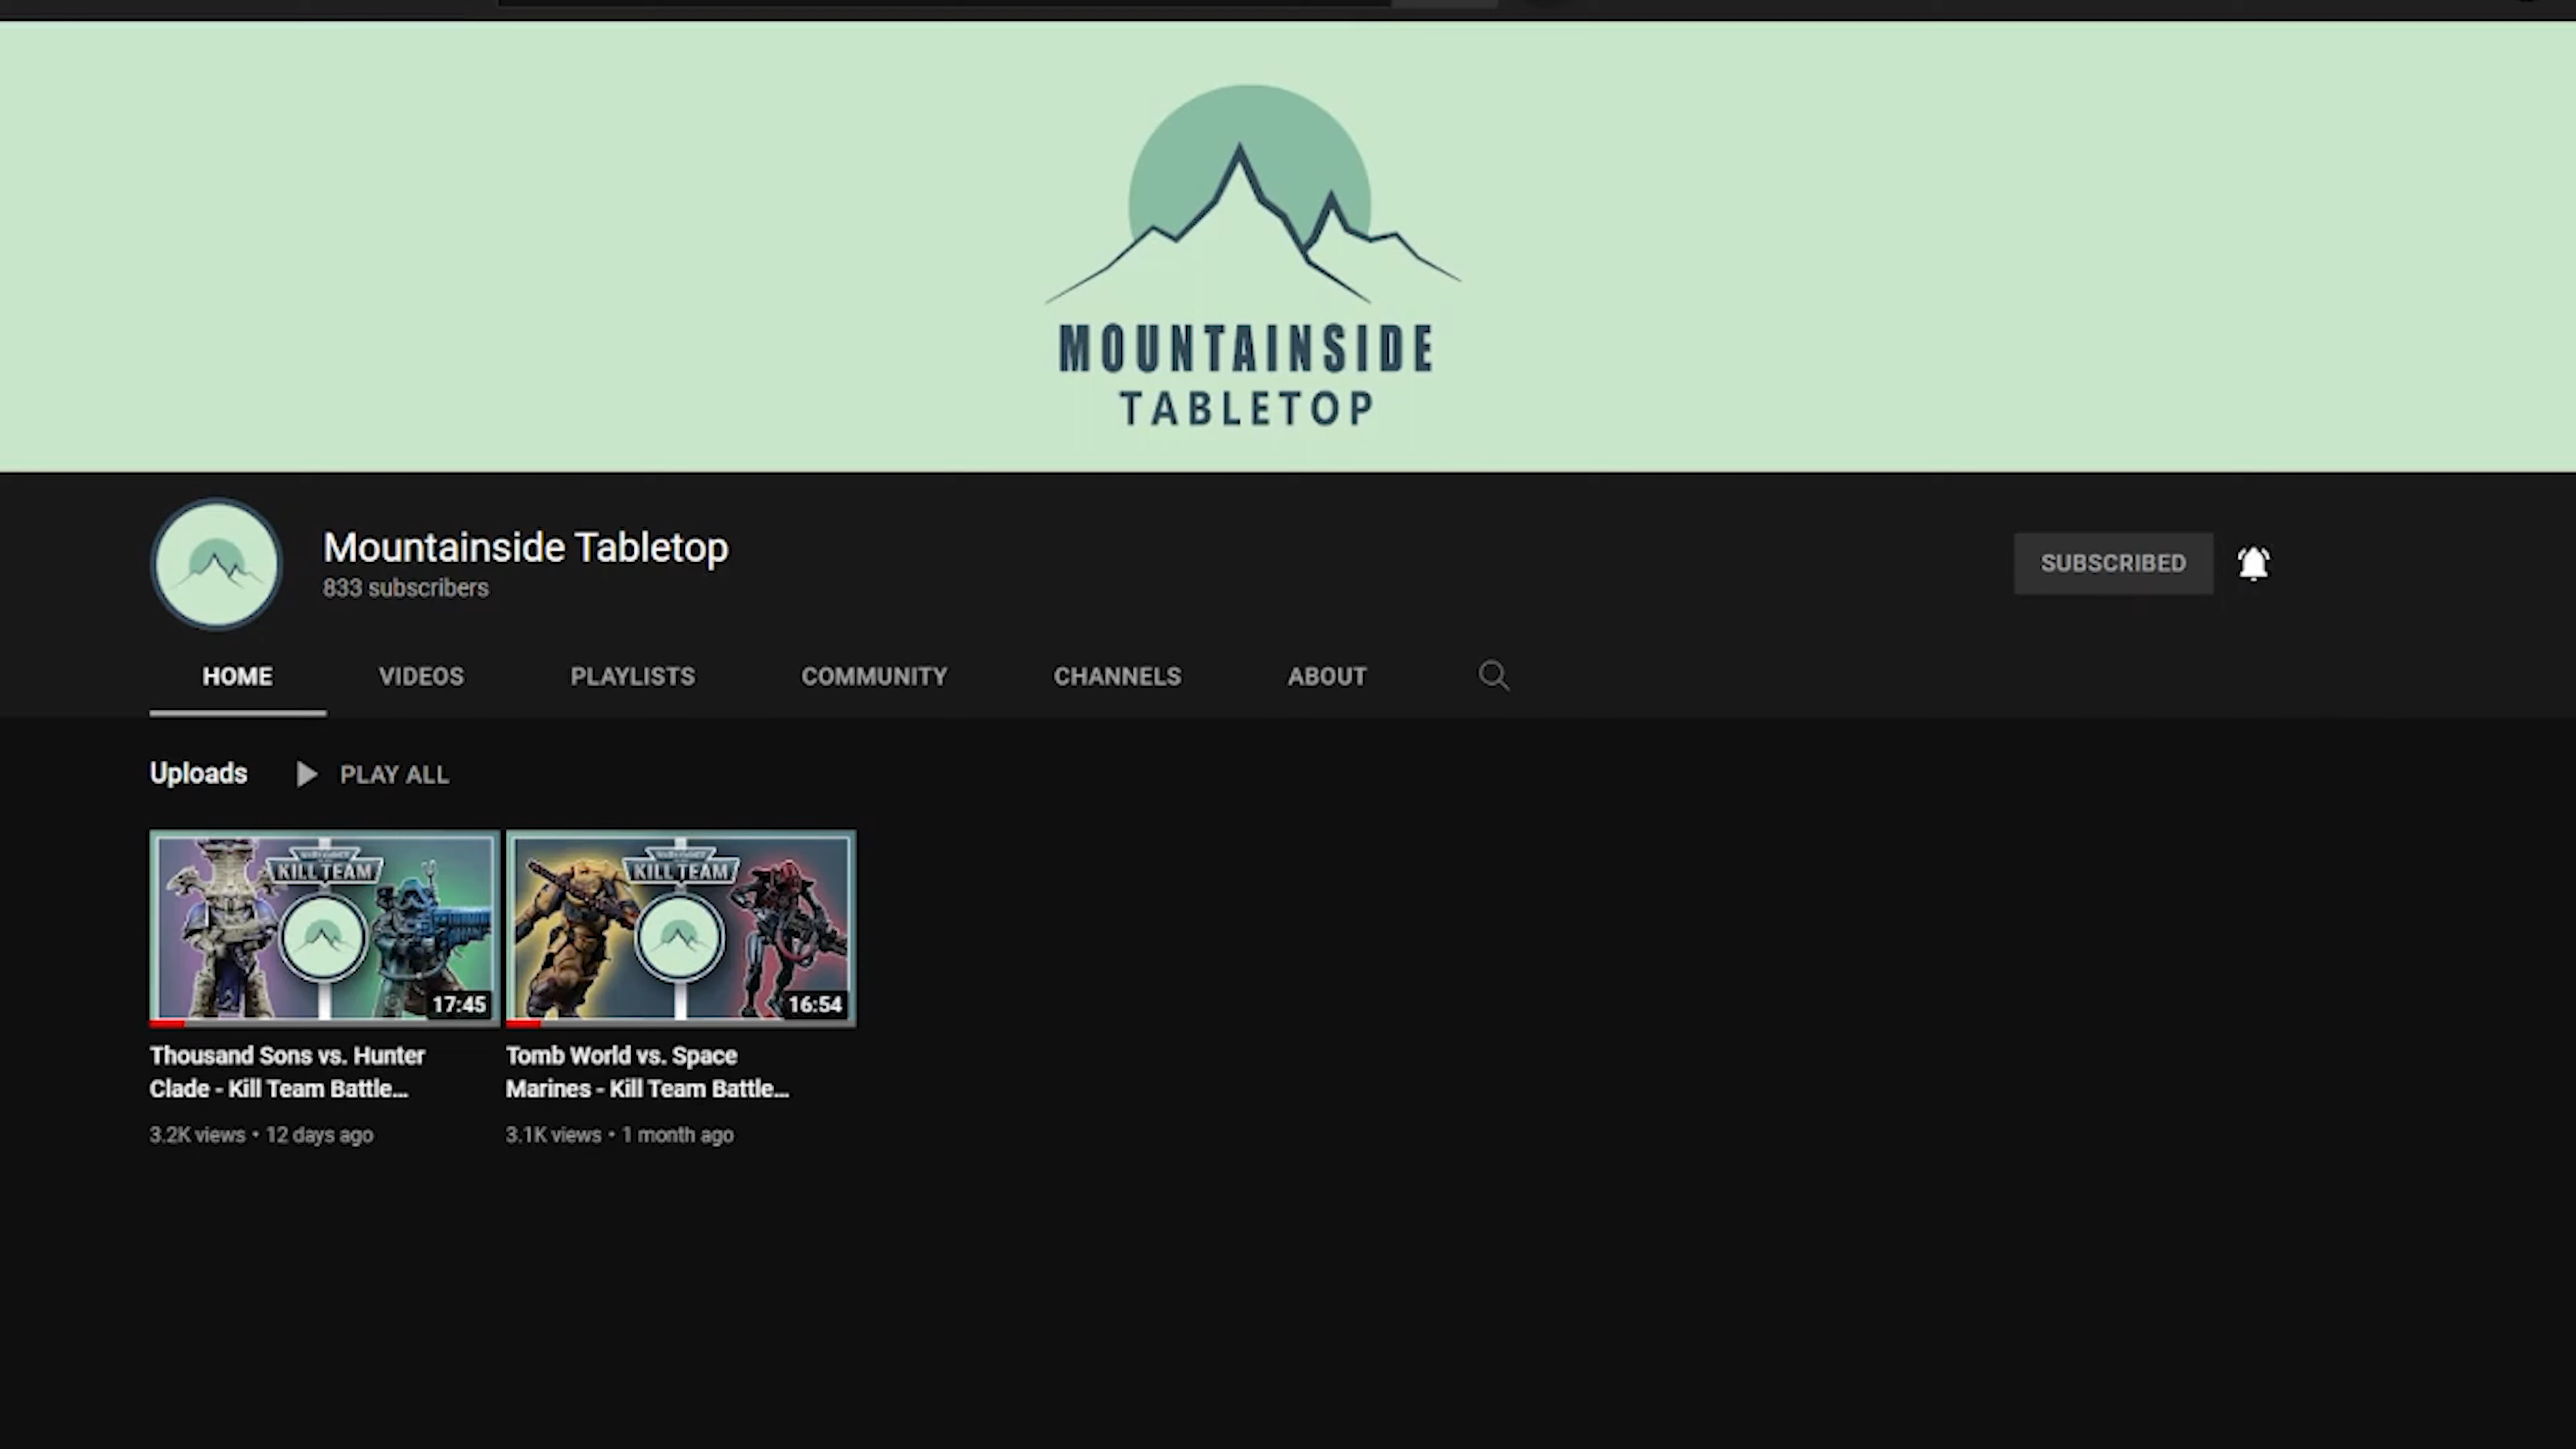 MOUNTAINSIDE
TABLETOP
Mountainside Tabletop
833 subscribers
SUBSCRIBED
HOME
VIDEOS
PLAYLISTS
COMMUNITY
CHANNELS
ABOUT
Uploads
PLAY ALL
KILL TEAM
17:45
KILL TEAM
16:54
Thousand Sons vs. Hunter
Clade - Kill Team Battle...
3.2K views • 12 days ago
Tomb World vs. Space
Marines - Kill Team Battle...
3.1K views • 1 month ago